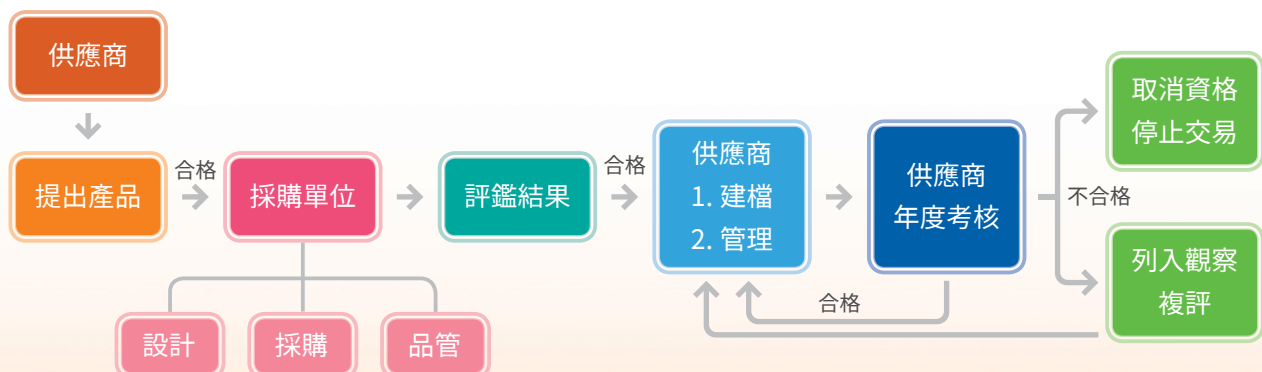 供應商
提出產品
合格
採購單位
設計
採購
品管
評鑑結果
合格
供應商
1. 建檔
2. 管理
供應商
年度考核
合格
不合格
取消資格
停止交易
列入觀察
複評